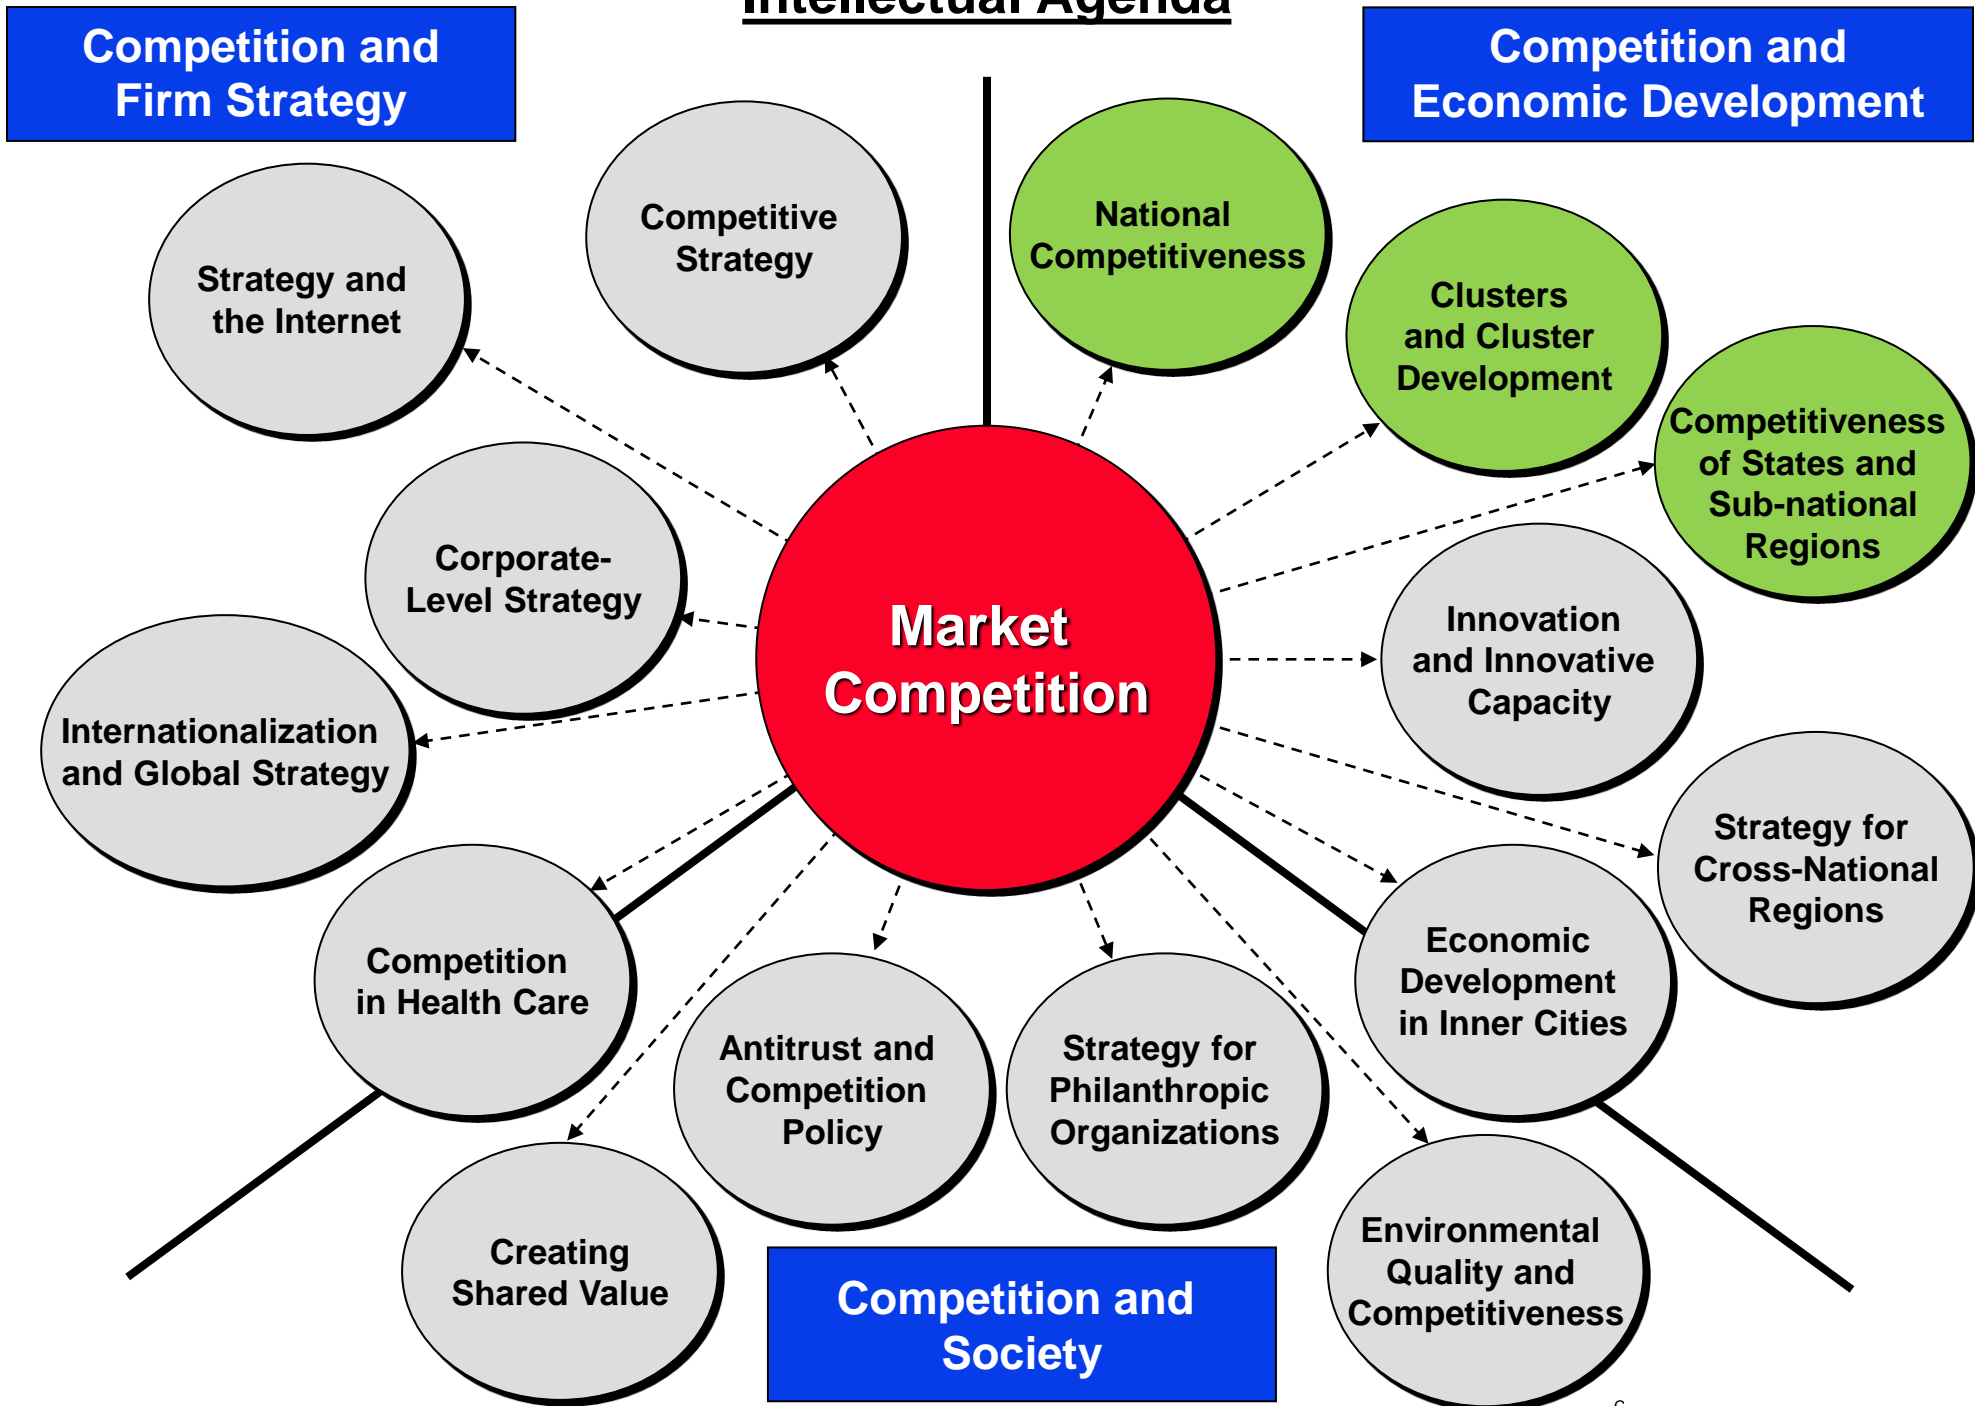 Intellectual Agenda
Competition and
Firm Strategy
Competition and
Economic Development
Competitive
Strategy
National
Competitiveness
Strategy and
the Internet
Clusters
and Cluster
Development
Competitiveness
of States and
Sub-national
Regions
Corporate-
Level Strategy
Market
Competition
Innovation
and Innovative
Capacity
Internationalization
and Global Strategy
Strategy for
Cross-National
Regions
Competition
in Health Care
Economic
Development
in Inner Cities
Antitrust and
Competition
Policy
Strategy for
Philanthropic
Organizations
Creating
Shared Value
Environmental
Quality and
Competitiveness
Competition and
Society